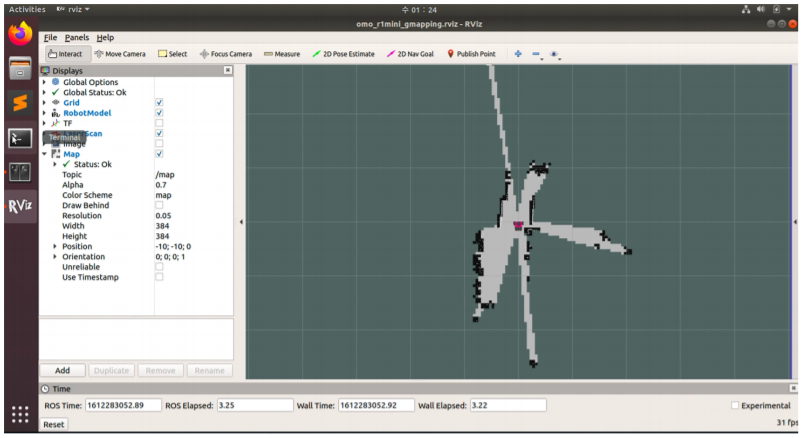 Activities RViz rviz 수 01 : 24
omo_r1mini_gmapping.rviz - RViz
File Panels Help
Interact Move Camera Select Focus Camera Measure 2D Pose Estimate 2D Nav Goal Publish Point
Displays
Global Options
Global Status: Ok
Grid
RobotModel
TF
LaserScan
Terminal
Image
Map
Status: Ok
Topic /map
Alpha 0.7
Color Scheme map
Draw Behind
Resolution 0.05
Width 384
Height 384
Position -10; -10; 0
Orientation 0; 0; 0; 1
Unreliable
Use Timestamp
RViz
Add Duplicate Remove Rename
Time
ROS Time: 1612283052.89 ROS Elapsed: 3.25 Wall Time: 1612283052.92 Wall Elapsed: 3.22 Experimental
Reset 31 fps